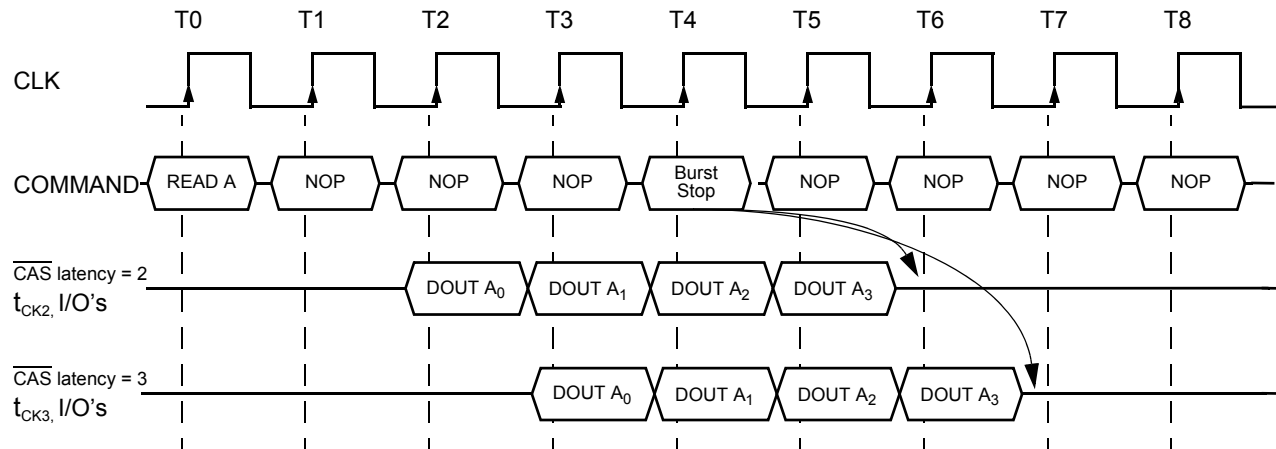 T0 T1 T2 T3 T4 T5 T6 T7 T8
CLK
COMMAND READ A NOP NOP NOP Burst Stop NOP NOP NOP NOP
CAS latency = 2
tCK2, I/O's DOUT A0 DOUT A1 DOUT A2 DOUT A3
CAS latency = 3
tCK3, I/O's DOUT A0 DOUT A1 DOUT A2 DOUT A3